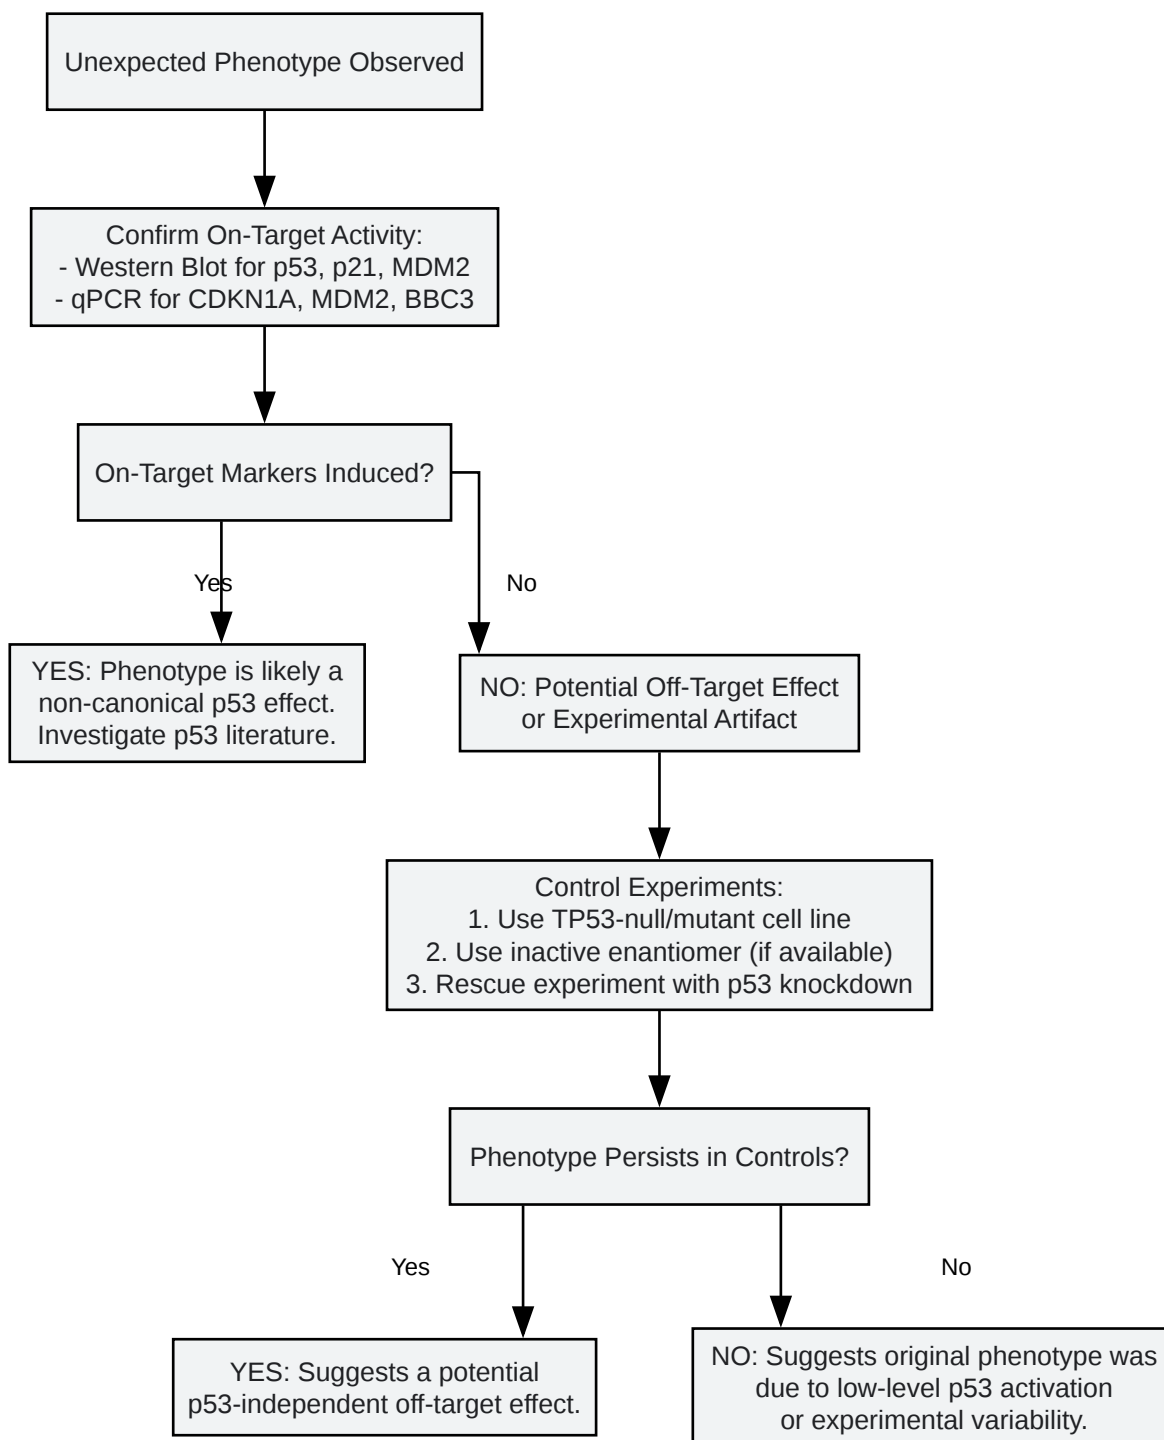 Unexpected Phenotype Observed
Confirm On-Target Activity:
- Western Blot for p53, p21, MDM2
- qPCR for CDKN1A, MDM2, BBC3
On-Target Markers Induced?
Yes
No
YES: Phenotype is likely a
non-canonical p53 effect.
Investigate p53 literature.
NO: Potential Off-Target Effect
or Experimental Artifact
Control Experiments:
1. Use TP53-null/mutant cell line
2. Use inactive enantiomer (if available)
3. Rescue experiment with p53 knockdown
Phenotype Persists in Controls?
Yes
No
YES: Suggests a potential
p53-independent off-target effect.
NO: Suggests original phenotype was
due to low-level p53 activation
or experimental variability.